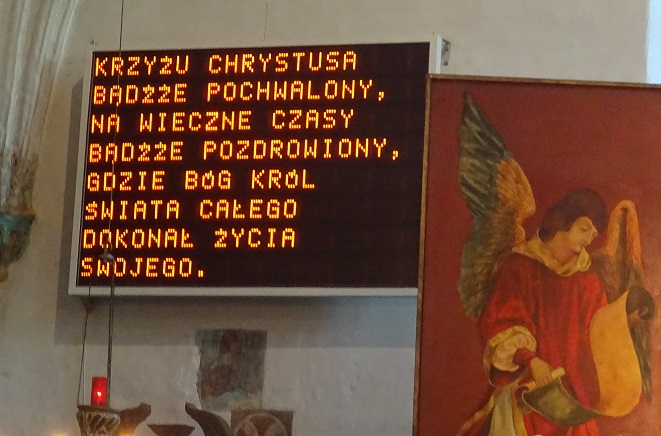 KRZYŻU CHRYSTUSA
BĄDŹŻE POCHWALONY,
NA WIECZNE CZASY
BĄDŹŻE POZDROWIONY,
GDZIE BÓG KRÓL
ŚWIATA CAŁEGO
DOKONAŁ ŻYCIA
SWOJEGO.